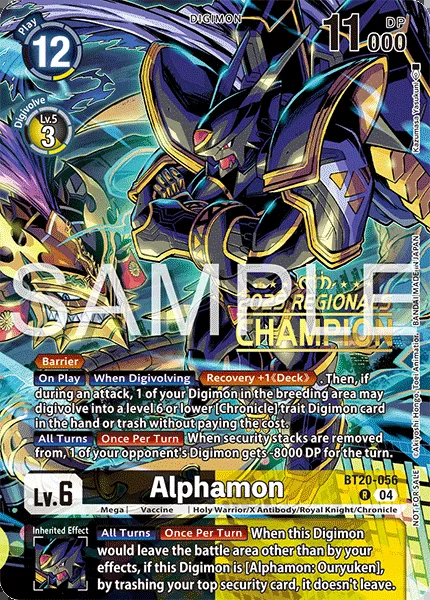 Play
12
DIGIMON
11000
DP
Digivolve
Lv.5
3
Kazumasa Yasukuni
SAMPLE
2025 REGIONALS
CHAMPION
©Akiyoshi Hongo, Toei Animation BANDAI MADE IN JAPAN
NOT FOR SALE
Barrier
On Play When Digivolving Recovery +1《Deck》. Then, if
during an attack, 1 of your Digimon in the breeding area may
digivolve into a level 6 or lower [Chronicle] trait Digimon card
in the hand or trash without paying the cost.
All Turns Once Per Turn When security stacks are removed
from, 1 of your opponent's Digimon gets -8000 DP for the turn.
Lv.6
Alphamon
BT20-056
R 04
Mega | Vaccine | Holy Warrior/X Antibody/Royal Knight/Chronicle
Inherited Effect
All Turns Once Per Turn When this Digimon
would leave the battle area other than by your
effects, if this Digimon is [Alphamon: Ouryuken],
by trashing your top security card, it doesn't leave.